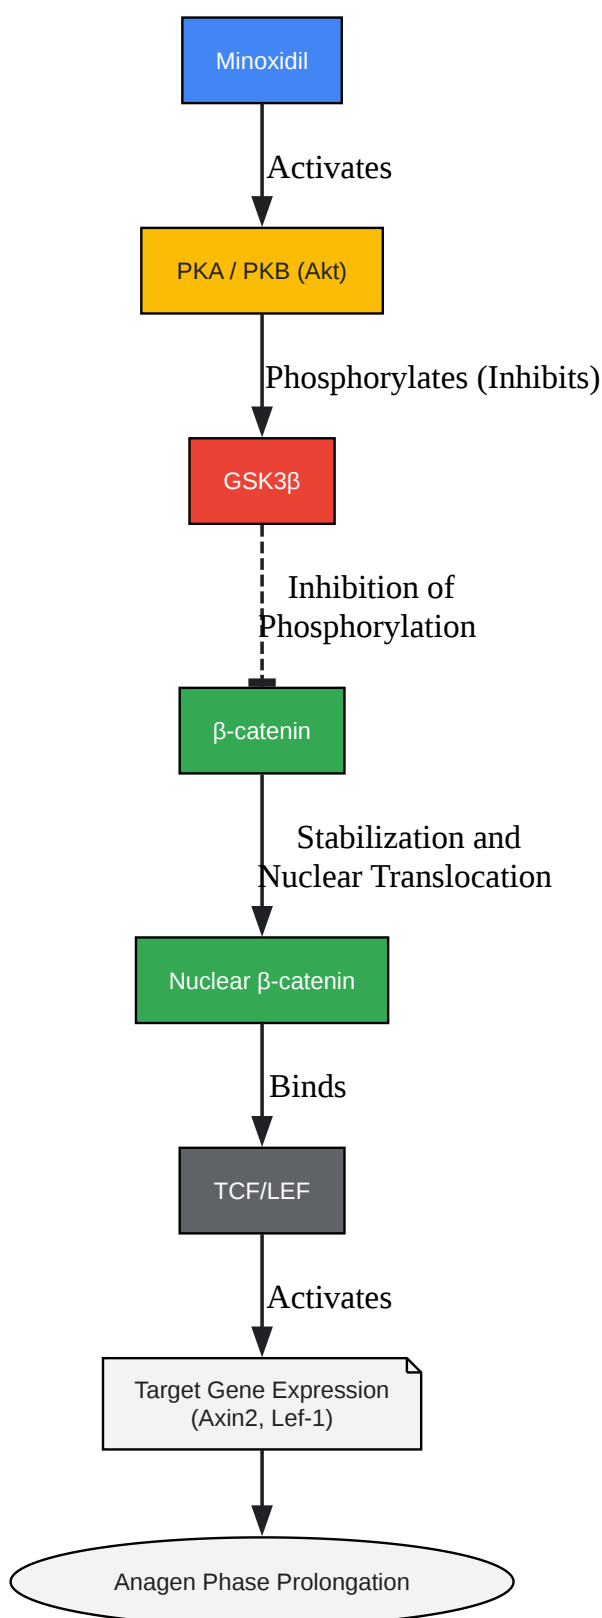 Minoxidil
Activates
PKA / PKB (Akt)
Phosphorylates (Inhibits)
GSK3β
Inhibition of
Phosphorylation
β-catenin
Stabilization and
Nuclear Translocation
Nuclear β-catenin
Binds
TCF/LEF
Activates
Target Gene Expression
(Axin2, Lef-1)
Anagen Phase Prolongation